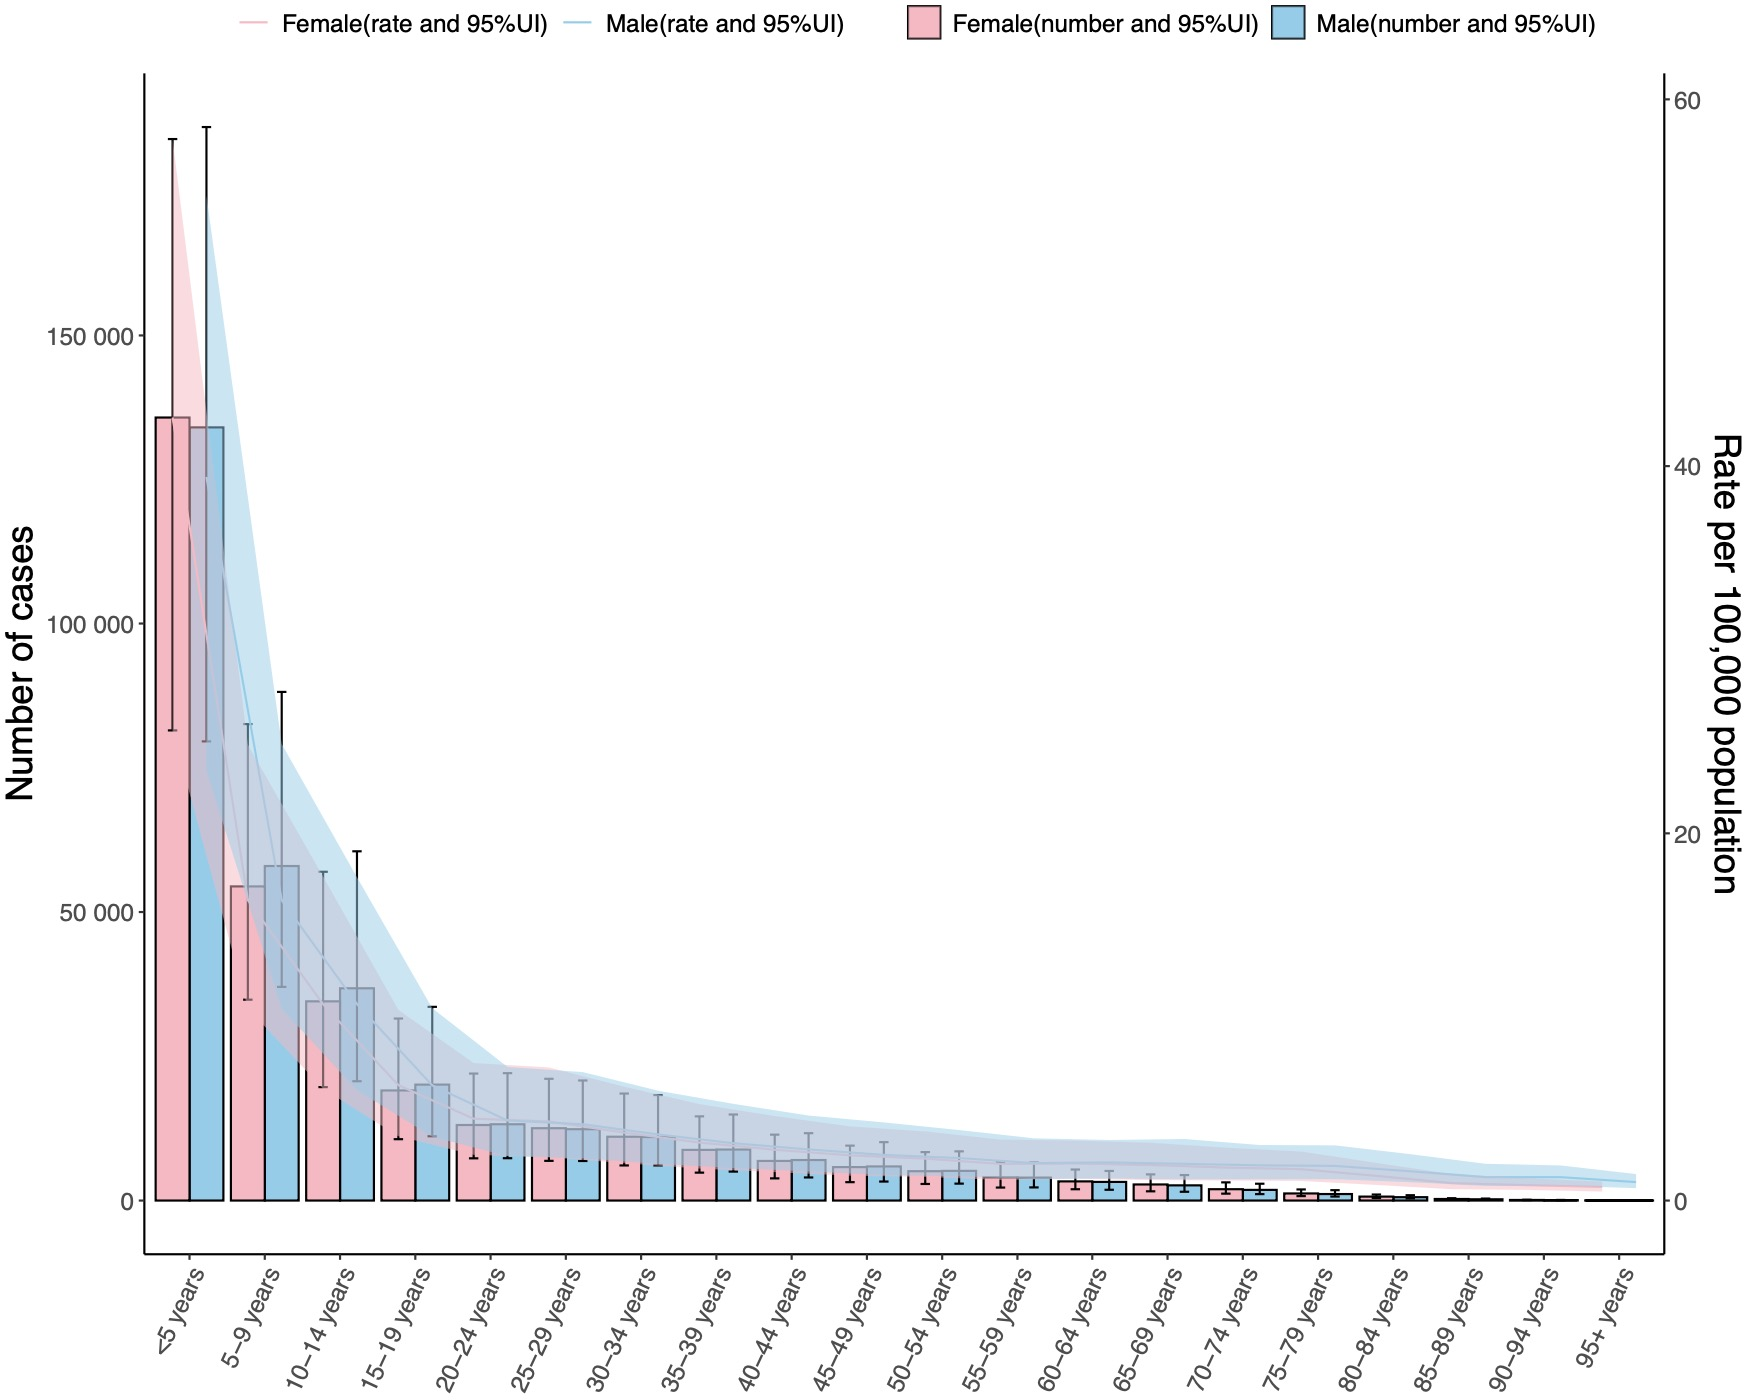 Female(rate and 95%UI) Male(rate and 95%UI) Female(number and 95%UI) Male(number and 95%UI)
Number of cases
150 000
100 000
50 000
0
60
40
20
0
Rate per 100,000 population
<5 years
5–9 years
10–14 years
15–19 years
20–24 years
25–29 years
30–34 years
35–39 years
40–44 years
45–49 years
50–54 years
55–59 years
60–64 years
65–69 years
70–74 years
75–79 years
80–84 years
85–89 years
90–94 years
95+ years